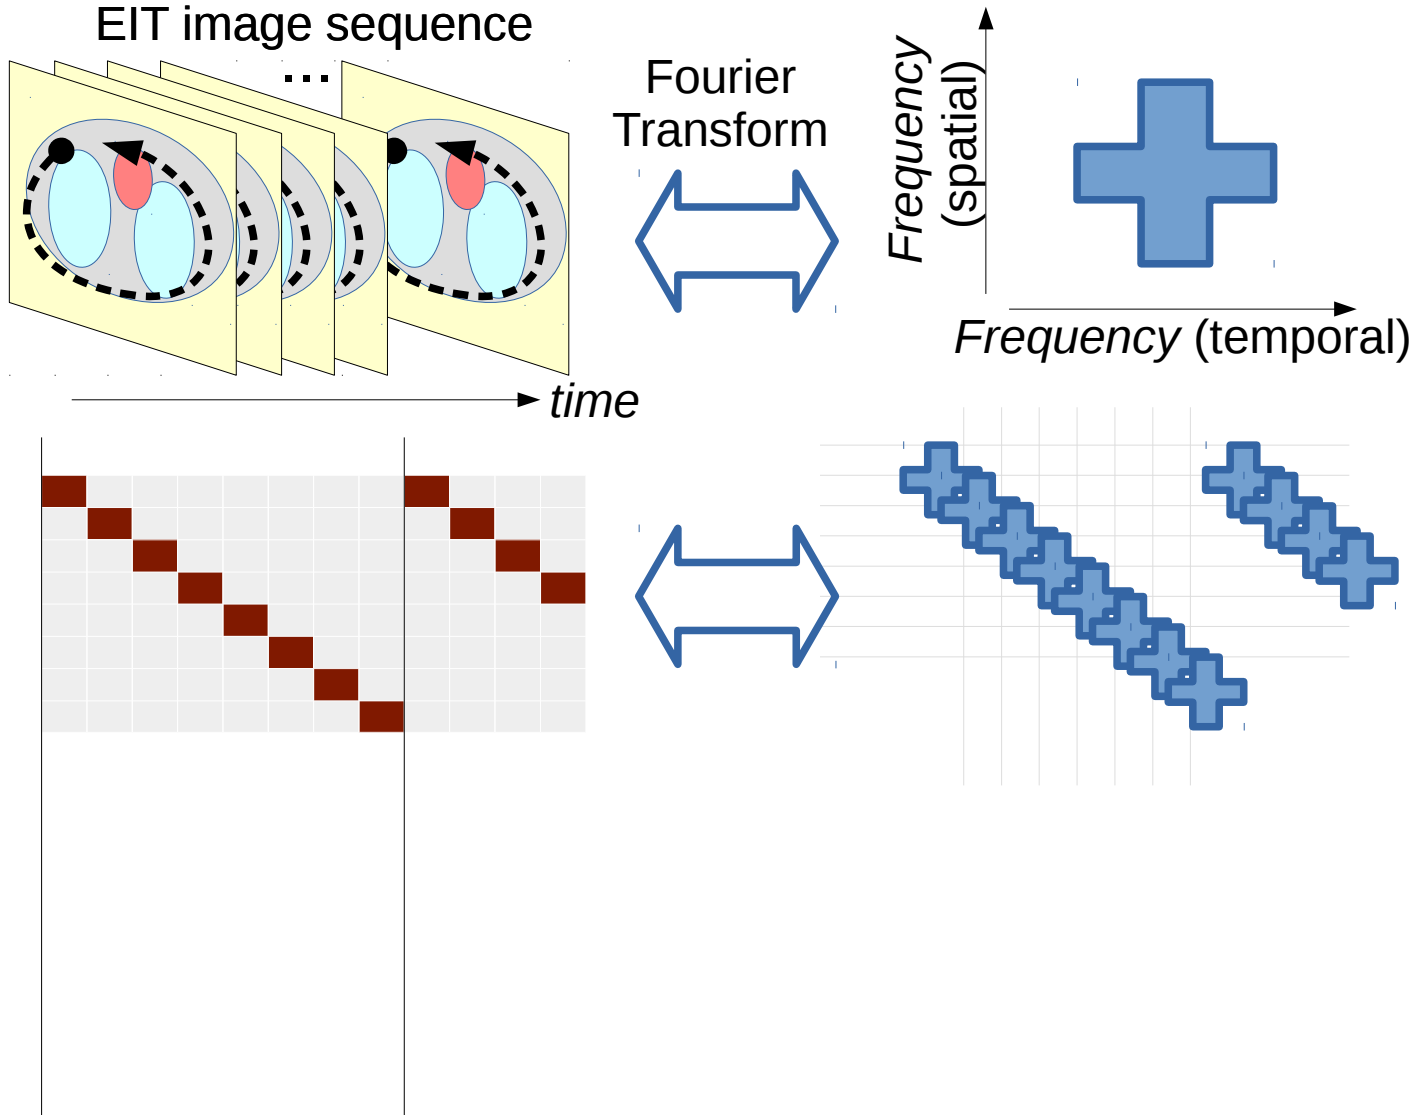 EIT image sequence
...
Fourier
Transform
Frequency
(spatial)
Frequency (temporal)
time